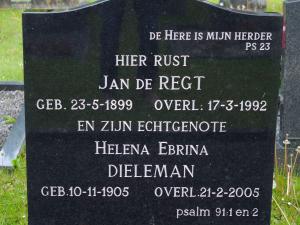 DE HERE IS MIJN HERDER
PS 23
HIER RUST
JAN DE REGT
GEB. 23-5-1899 OVERL: 17-3-1992
EN ZIJN ECHTGENOTE
HELENA EBRINA
DIELEMAN
GEB.10-11-1905 OVERL:21-2-2005
psalm 91:1 en 2